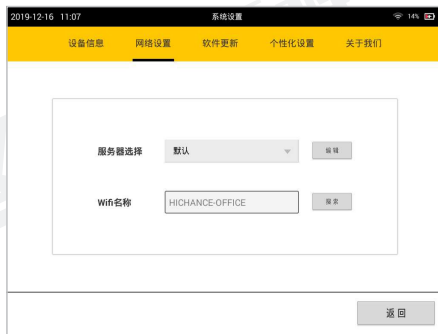 2019-12-16 11:07 系统设置 14%
设备信息 网络设置 软件更新 个性化设置 关于我们
服务器选择 默认 编辑
Wifi名称 HICHANCE-OFFICE 搜索
返回